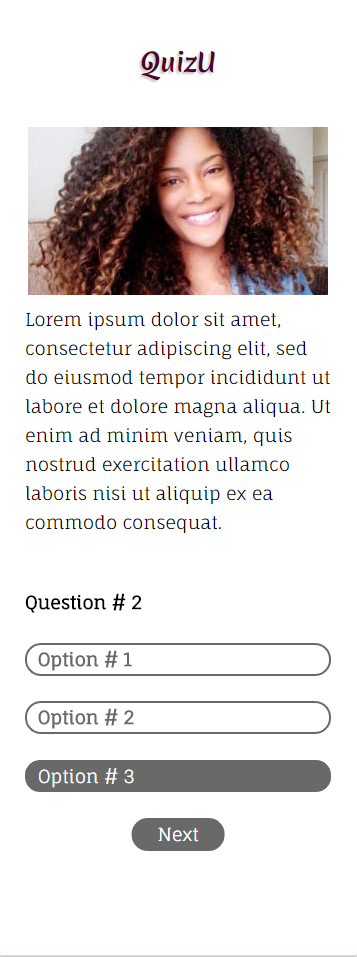 QuizU
Lorem ipsum dolor sit amet,
consectetur adipiscing elit, sed
do eiusmod tempor incididunt ut
labore et dolore magna aliqua. Ut
enim ad minim veniam, quis
nostrud exercitation ullamco
laboris nisi ut aliquip ex ea
commodo consequat.
Question # 2
Option # 1
Option # 2
Option # 3
Next